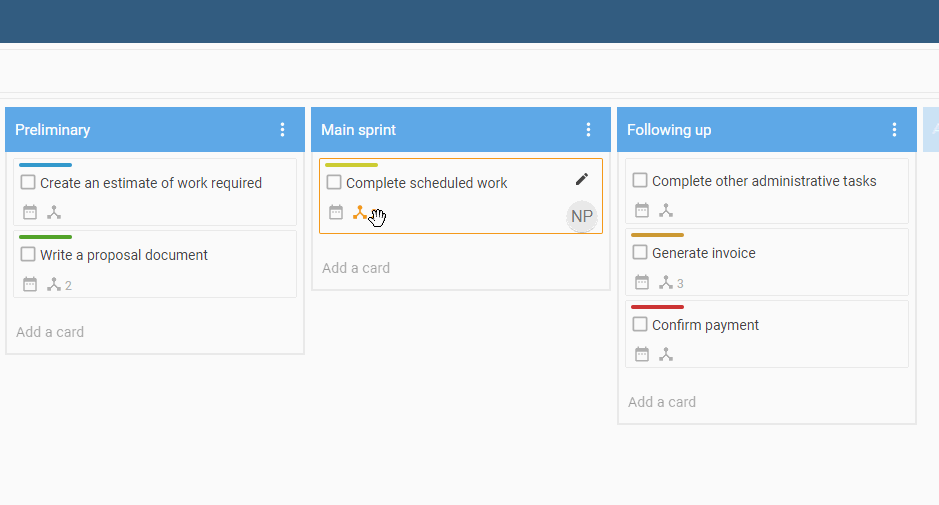 Preliminary
Create an estimate of work required
Write a proposal document
2
Add a card
Main sprint
Complete scheduled work
NP
Add a card
Following up
Complete other administrative tasks
Generate invoice
3
Confirm payment
Add a card